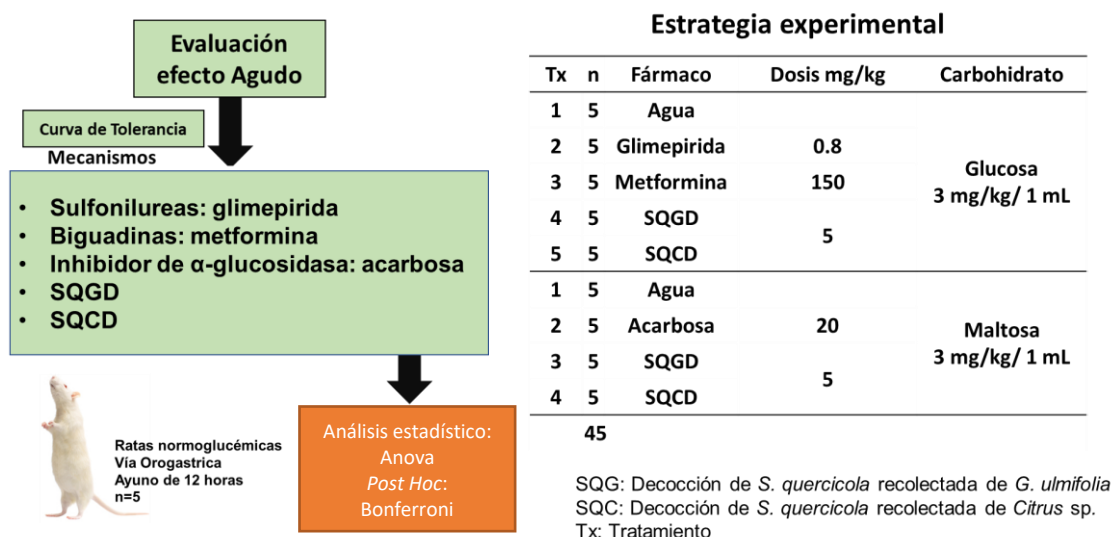 Evaluación
efecto Agudo
Curva de Tolerancia
Mecanismos
• Sulfonilureas: glimepirida
• Biguadinas: metformina
• Inhibidor de α-glucosidasa: acarbosa
• SQGD
• SQCD
Ratas normoglucémicas
Vía Orogastrica
Ayuno de 12 horas
n=5
Análisis estadístico:
Anova
Post Hoc:
Bonferroni
Estrategia experimental
Tx n Fármaco Dosis mg/kg Carbohidrato
1 5 Agua
2 5 Glimepirida 0.8
3 5 Metformina 150
4 5 SQGD
5 5 SQCD
5
Glucosa
3 mg/kg/ 1 mL
1 5 Agua
2 5 Acarbosa 20
3 5 SQGD
4 5 SQCD
5
Maltosa
3 mg/kg/ 1 mL
45
SQG: Decocción de S. quercicola recolectada de G. ulmifolia
SQC: Decocción de S. quercicola recolectada de Citrus sp.
Tx: Tratamiento